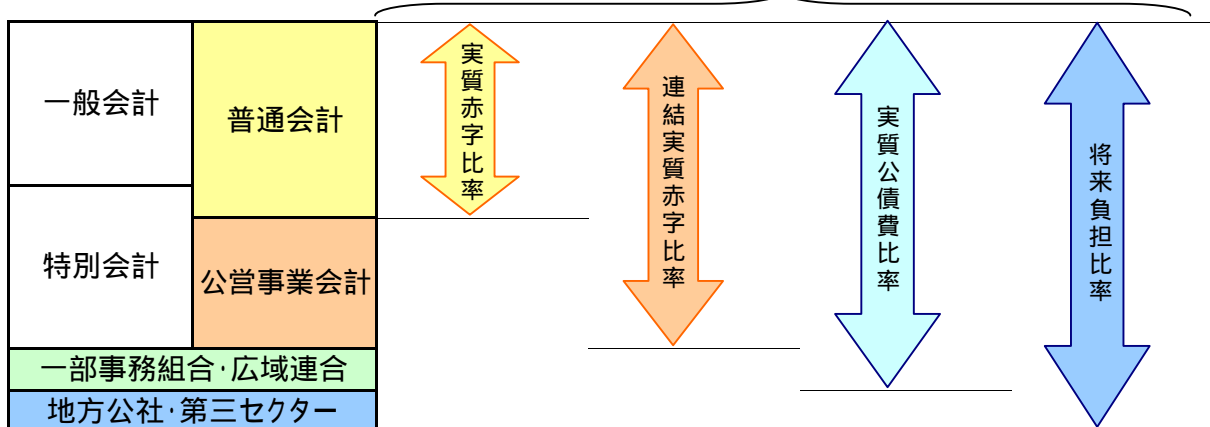 一般会計
普通会計
特別会計
公営事業会計
一部事務組合・広域連合
地方公社・第三セクター
実質赤字比率
連結実質赤字比率
実質公債費比率
将来負担比率